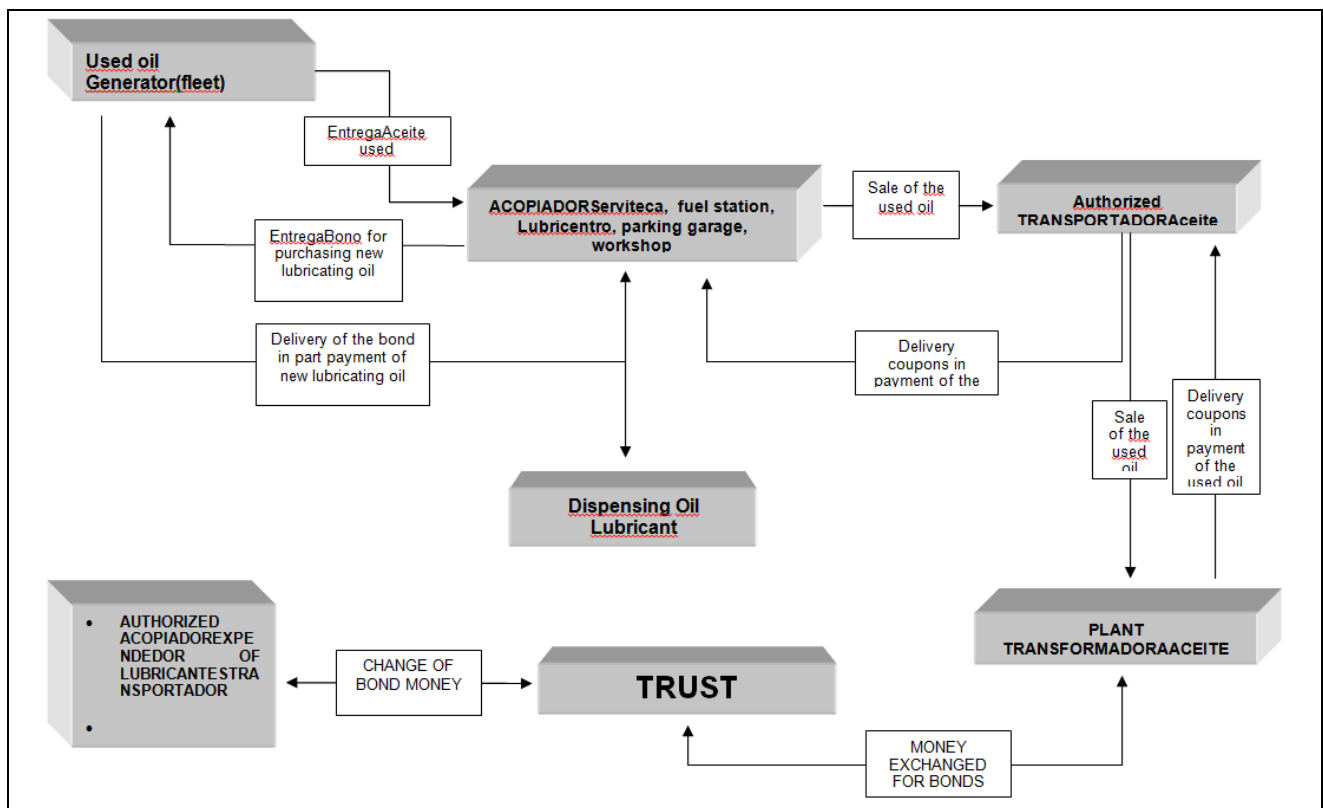 Used oil
Generator(fleet)
EntregaAceite
used
ACOPIADORServiteca, fuel station,
Lubricentro, parking garage,
workshop
Sale of the
used oil
Authorized
TRANSPORTADORAceite
EntregaBono for
purchasing new
lubricating oil
Delivery of the bond
in part payment of
new lubricating oil
Delivery
coupons in
payment of the
Sale
of the
used
oil
Delivery
coupons
in
payment
of the
used oil
Dispensing Oil
Lubricant
AUTHORIZED
ACOPIADOREXPE
NDEDOR OF
LUBRICANTESTRA
NSPORTADOR
CHANGE OF
BOND MONEY
TRUST
PLANT
TRANSFORMADORAACEITE
MONEY
EXCHANGED
FOR BONDS